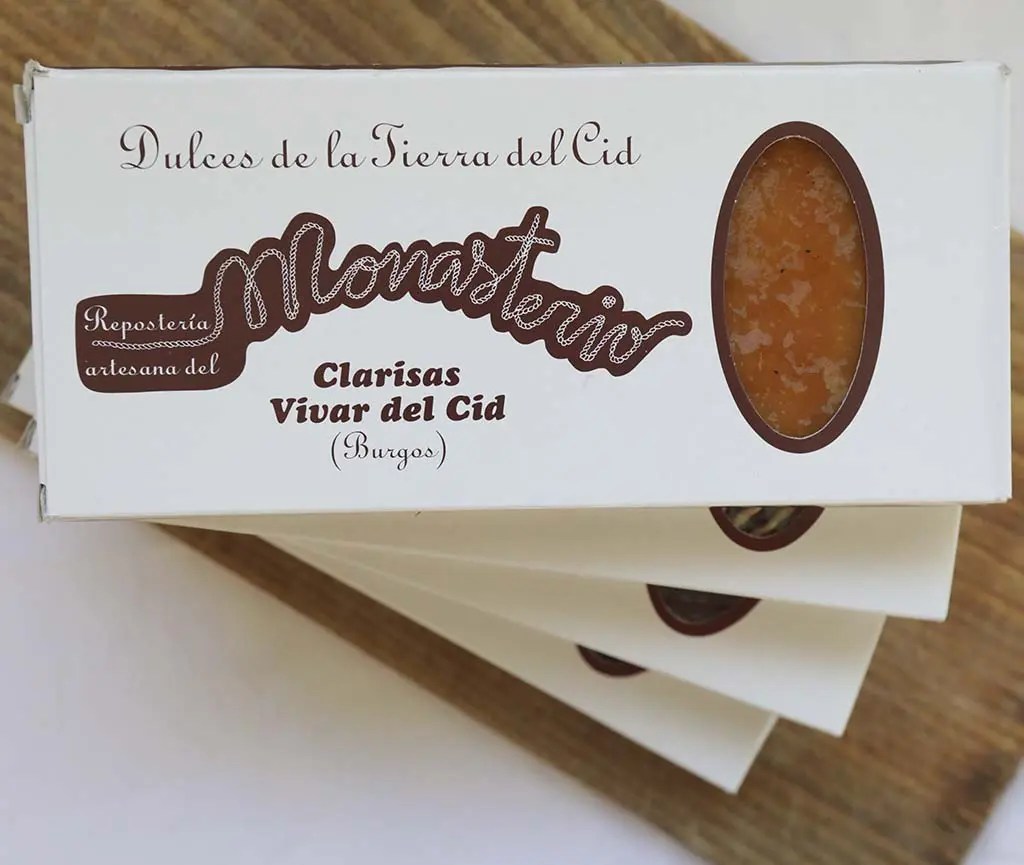 Dulces de la Tierra del Cid
Repostería
artesana del
Monasterio
Clarisas
Vivar del Cid
(Burgos)